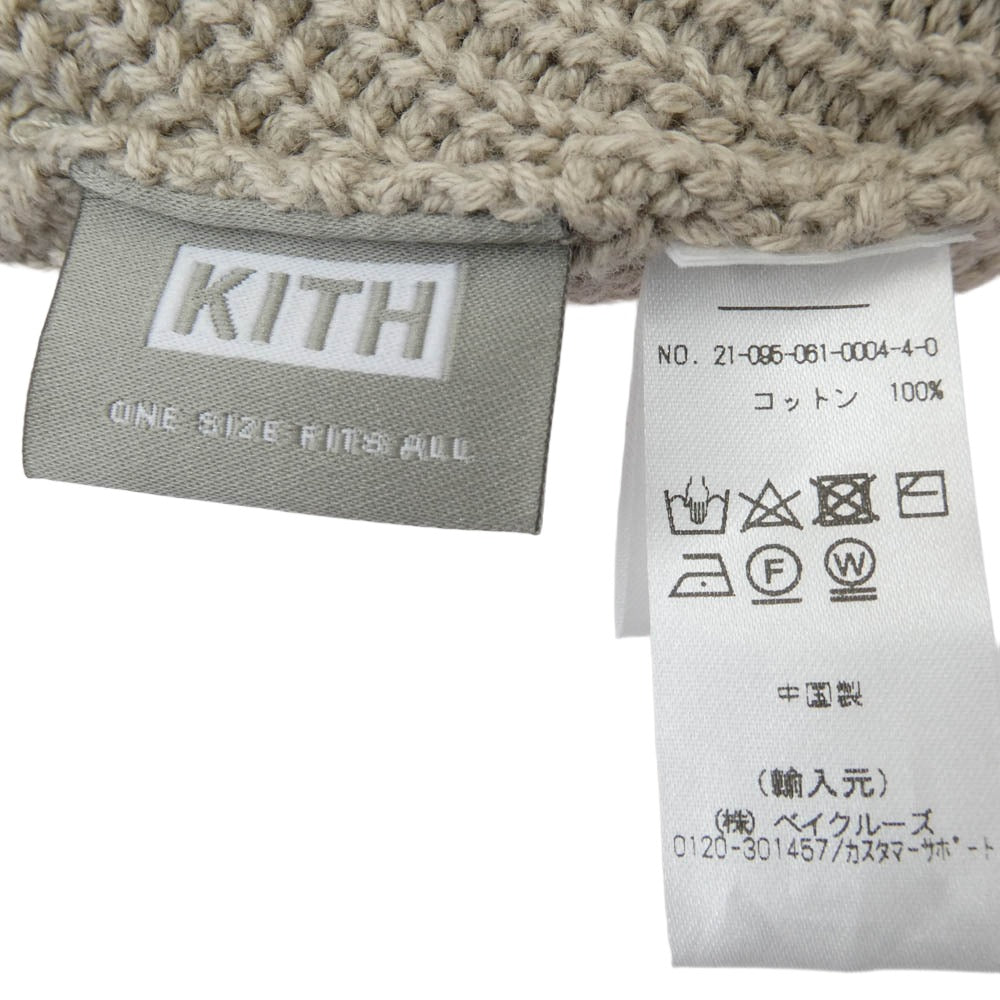 KITH
ONE SIZE FITS ALL
NO. 21-095-061-0004-4-0
コットン 100%
F W
中国製
(輸入元)
(株) ベイクルーズ
0120-301457/カスタマーサポート